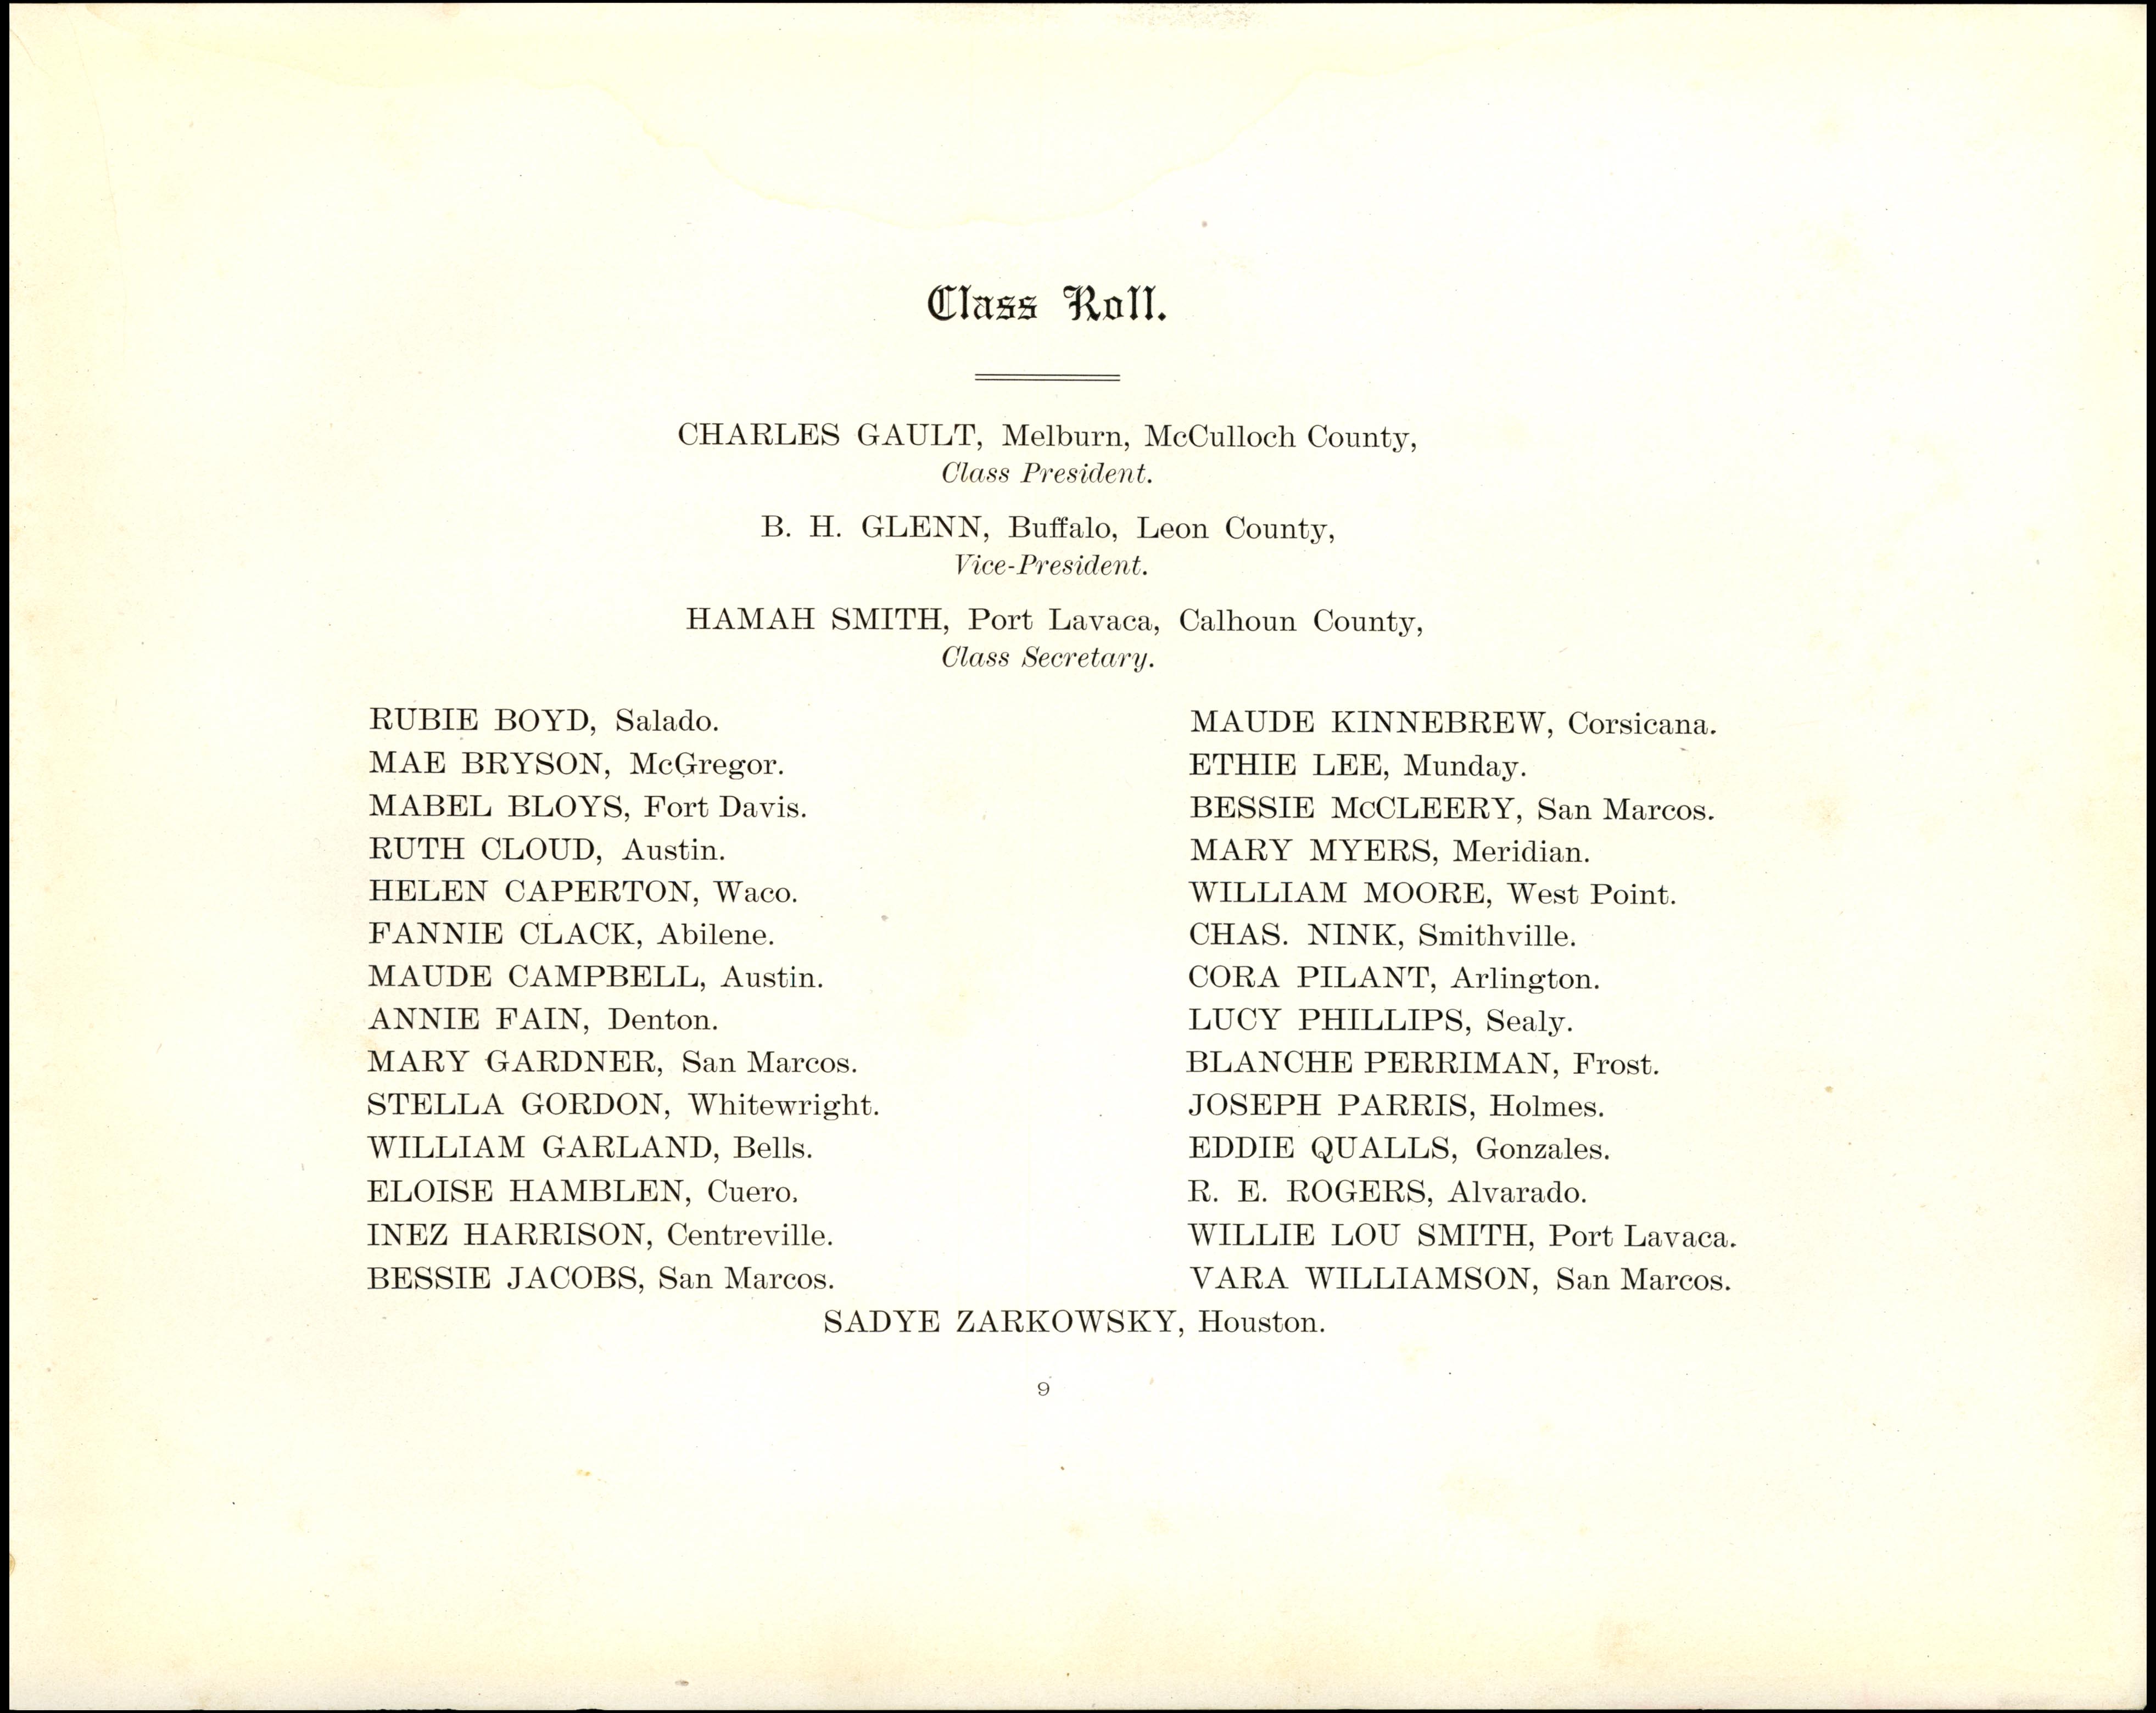 Class Roll.
CHARLES GAULT, Melburn, McCulloch County,
Class President.
B. H. GLENN, Buffalo, Leon County,
Vice-President.
HAMAH SMITH, Port Lavaca, Calhoun County,
Class Secretary.
RUBIE BOYD, Salado.
MAE BRYSON, McGregor.
MABEL BLOYS, Fort Davis.
RUTH CLOUD, Austin.
HELEN CAPERTON, Waco.
FANNIE CLACK, Abilene.
MAUDE CAMPBELL, Austin.
ANNIE FAIN, Denton.
MARY GARDNER, San Marcos.
STELLA GORDON, Whitewright.
WILLIAM GARLAND, Bells.
ELOISE HAMBLEN, Cuero.
INEZ HARRISON, Centreville.
BESSIE JACOBS, San Marcos.
MAUDE KINNEBREW, Corsicana.
ETHIE LEE, Munday.
BESSIE McCLEERY, San Marcos.
MARY MYERS, Meridian.
WILLIAM MOORE, West Point.
CHAS. NINK, Smithville.
CORA PILANT, Arlington.
LUCY PHILLIPS, Sealy.
BLANCHE PERRIMAN, Frost.
JOSEPH PARRIS, Holmes.
EDDIE QUALLS, Gonzales.
R. E. ROGERS, Alvarado.
WILLIE LOU SMITH, Port Lavaca.
VARA WILLIAMSON, San Marcos.
SADYE ZARKOWSKY, Houston.
9